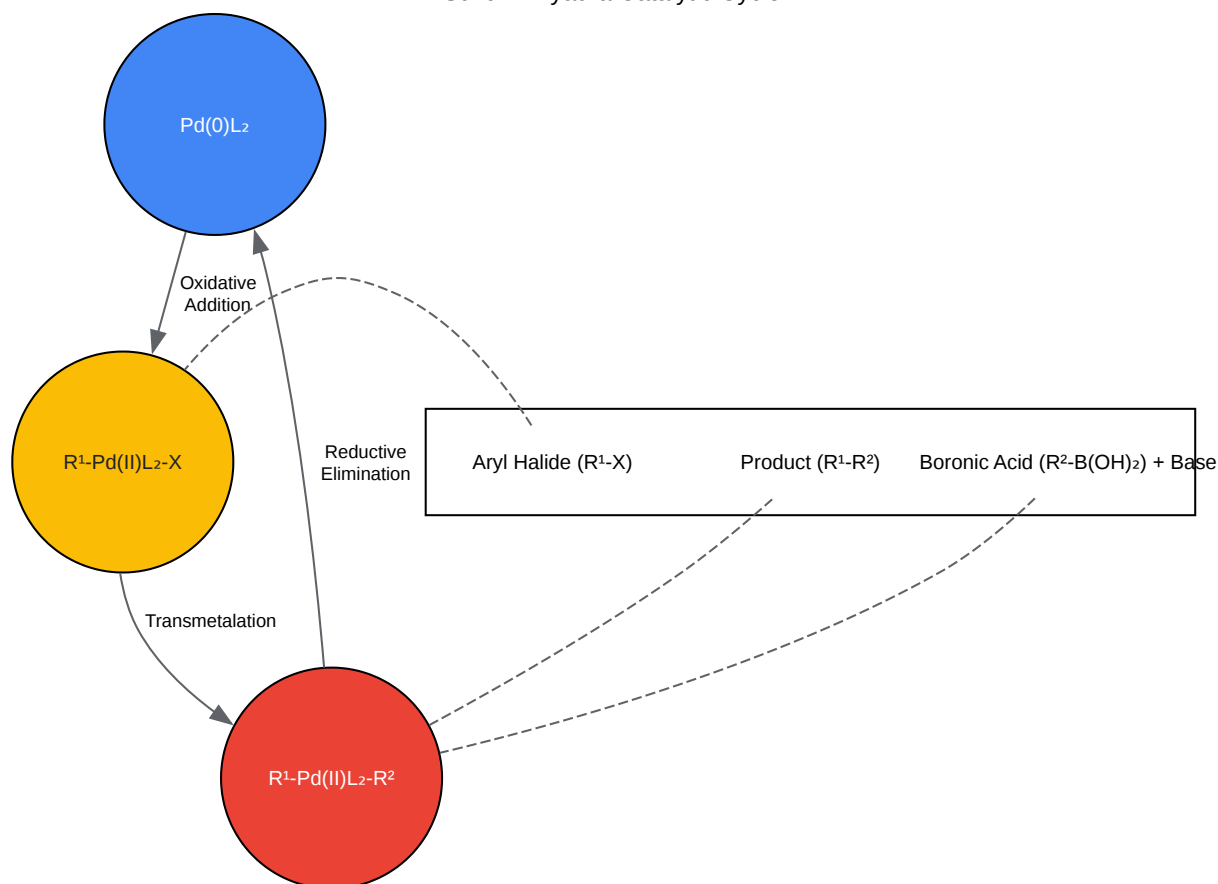 Pd(0)L₂
Oxidative
Addition
R¹-Pd(II)L₂-X
Reductive
Elimination
Aryl Halide (R¹-X)
Product (R¹-R²)
Boronic Acid (R²-B(OH)₂) + Base
Transmetalation
R¹-Pd(II)L₂-R²